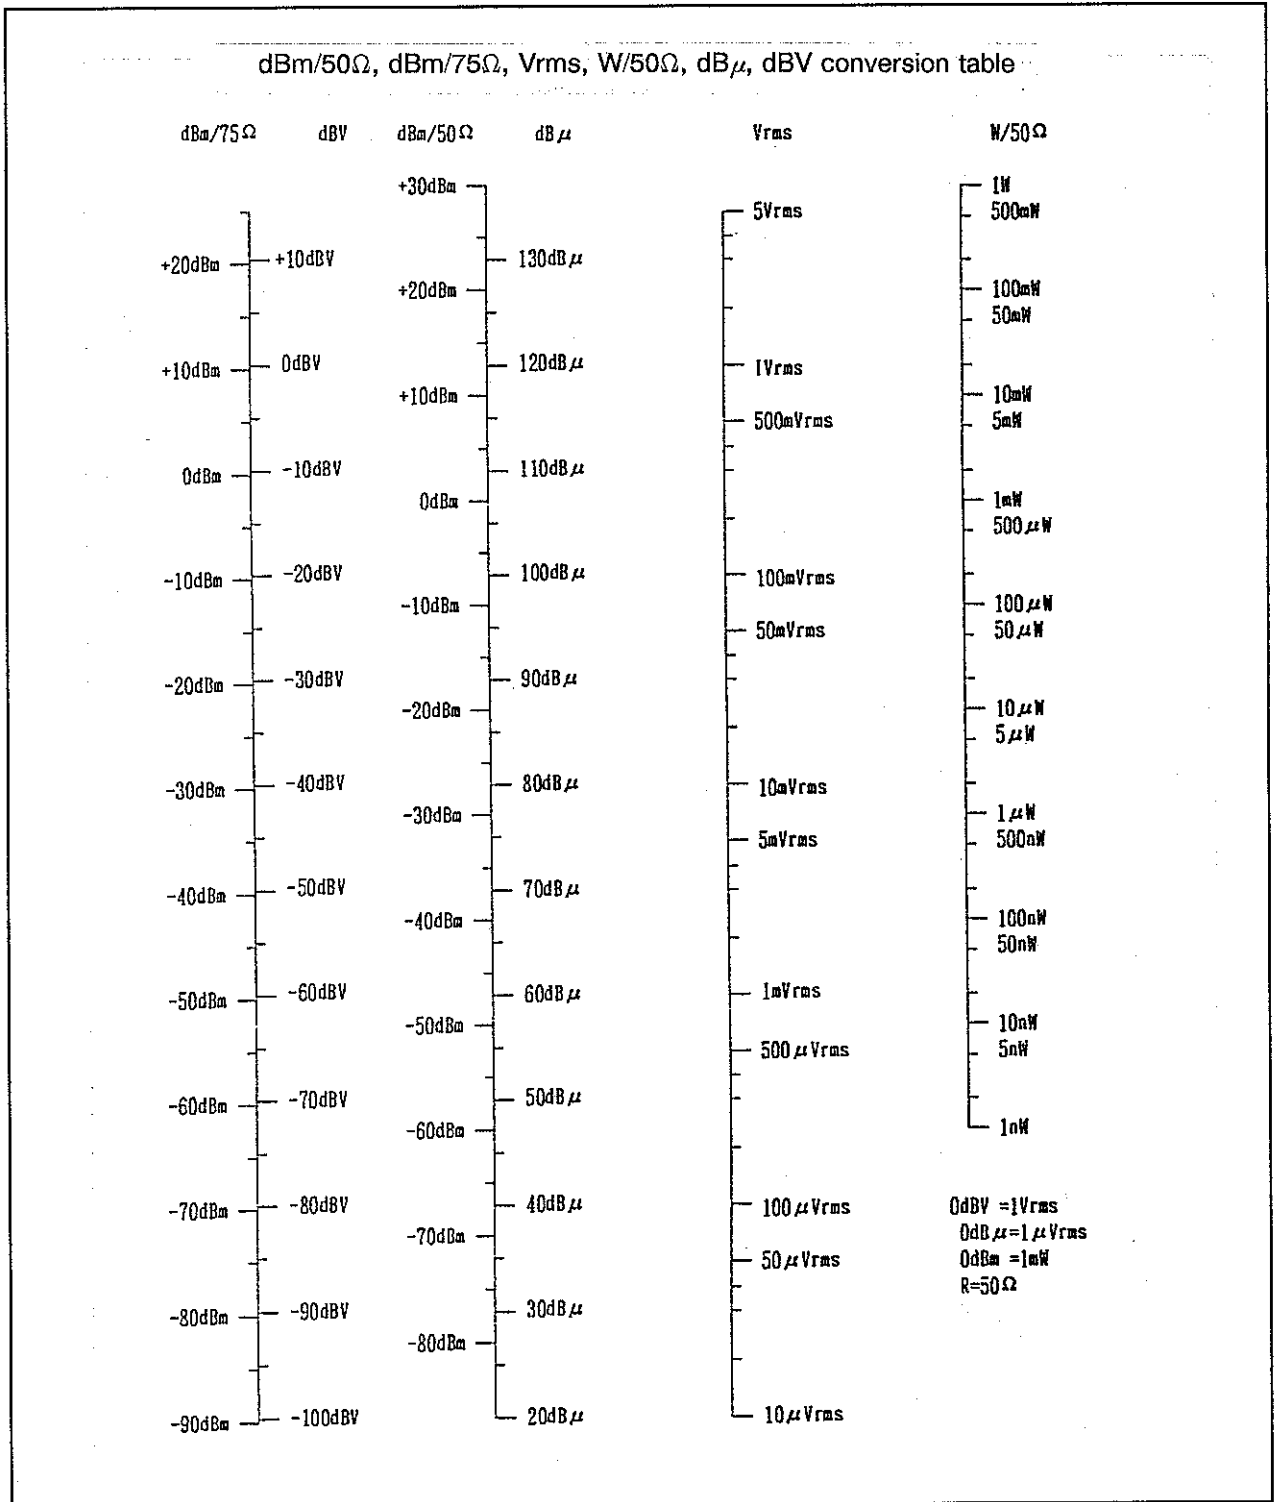 dBm/50Ω, dBm/75Ω, Vrms, W/50Ω, dBμ, dBV conversion table
dBm/75Ω dBV dBm/50Ω dBμ Vrms W/50Ω
+20dBm
+10dBm
0dBm
-10dBm
-20dBm
-30dBm
-40dBm
-50dBm
-60dBm
-70dBm
-80dBm
-90dBm
+10dBV
0dBV
-10dBV
-20dBV
-30dBV
-40dBV
-50dBV
-60dBV
-70dBV
-80dBV
-90dBV
-100dBV
+30dBm
+20dBm
+10dBm
0dBm
-10dBm
-20dBm
-30dBm
-40dBm
-50dBm
-60dBm
-70dBm
-80dBm
130dBμ
120dBμ
110dBμ
100dBμ
90dBμ
80dBμ
70dBμ
60dBμ
50dBμ
40dBμ
30dBμ
20dBμ
5Vrms
1Vrms
500mVrms
100mVrms
50mVrms
10mVrms
5mVrms
1mVrms
500μVrms
100μVrms
50μVrms
10μVrms
1W
500mW
100mW
50mW
10mW
5mW
1mW
500μW
100μW
50μW
10μW
5μW
1μW
500nW
100nW
50nW
10nW
5nW
1nW
0dBV =1Vrms
0dBμ=1μVrms
0dBm =1mW
R=50Ω